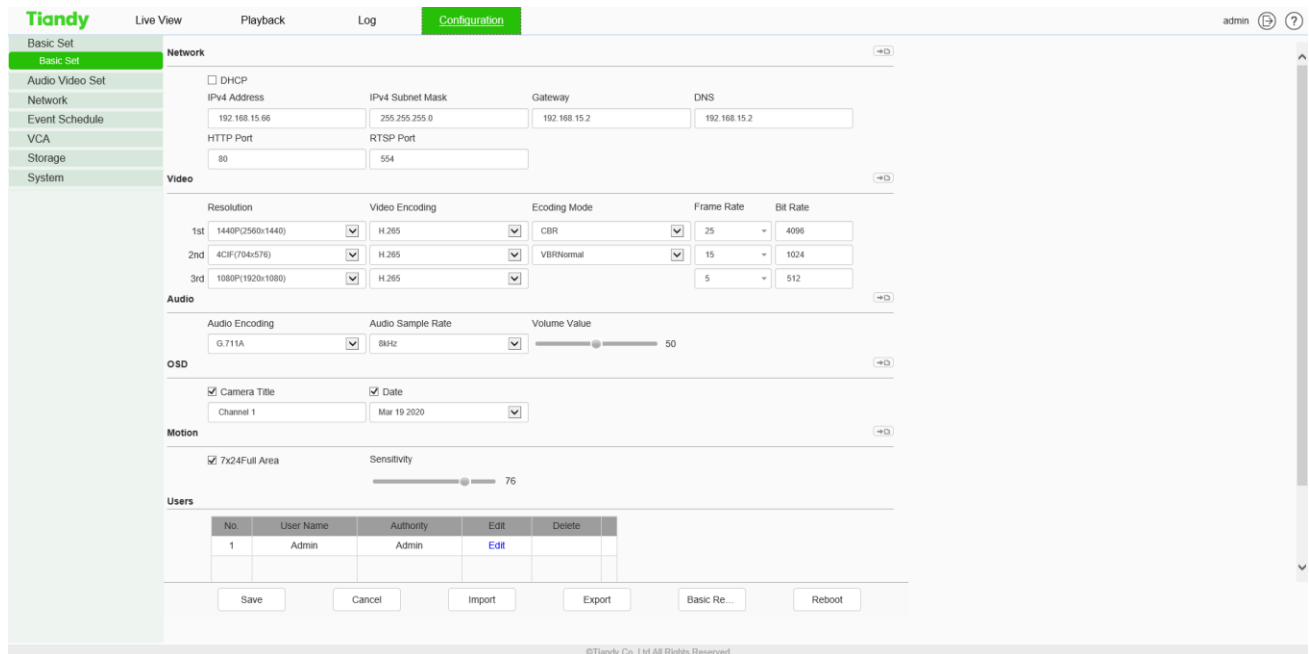 Tiandy Live View Playback Log Configuration admin
Basic Set
Basic Set
Audio Video Set
Network
Event Schedule
VCA
Storage
System
Network
DHCP
IPv4 Address IPv4 Subnet Mask Gateway DNS
192.168.15.66 255.255.255.0 192.168.15.2 192.168.15.2
HTTP Port RTSP Port
80 554
Video
Resolution Video Encoding Ecoding Mode Frame Rate Bit Rate
1st 1440P(2560x1440) H.265 CBR 25 4096
2nd 4CIF(704x576) H.265 VBRNormal 15 1024
3rd 1080P(1920x1080) H.265 5 512
Audio
Audio Encoding Audio Sample Rate Volume Value
G.711A 8kHz 50
OSD
Camera Title Date
Channel 1 Mar 19 2020
Motion
7x24Full Area Sensitivity
76
Users
No. User Name Authority Edit Delete
1 Admin Admin Edit
Save Cancel Import Export Basic Re... Reboot
©Tiandy Co.,Ltd.All Rights Reserved